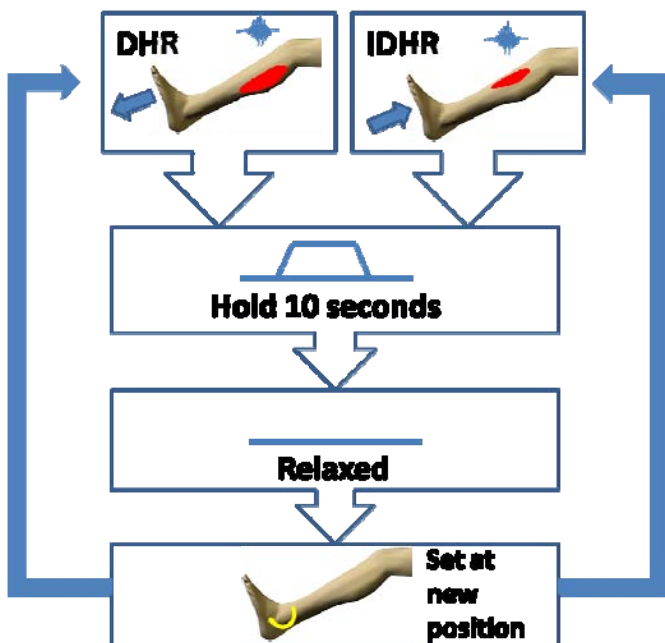 DHR
IDHR
Hold 10 seconds
Relaxed
Set at
new
position